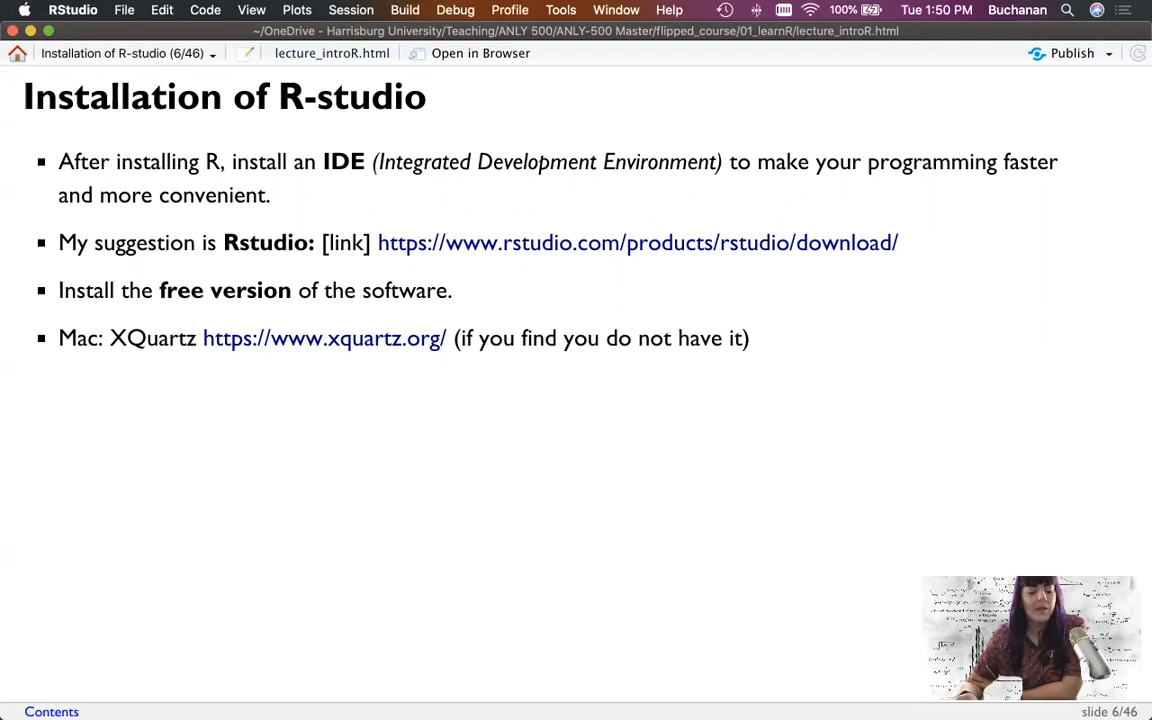 RStudio File Edit Code View Plots Session Build Debug Profile Tools Window Help 100% Tue 1:50 PM Buchanan
~/OneDrive - Harrisburg University/Teaching/ANLY 500/ANLY-500 Master/flipped_course/01_learnR/lecture_introR.html
Installation of R-studio (6/46) lecture_introR.html Open in Browser Publish
Installation of R-studio
After installing R, install an IDE (Integrated Development Environment) to make your programming faster
and more convenient.
My suggestion is Rstudio: [link] https://www.rstudio.com/products/rstudio/download/
Install the free version of the software.
Mac: XQuartz https://www.xquartz.org/ (if you find you do not have it)
Contents slide 6/46